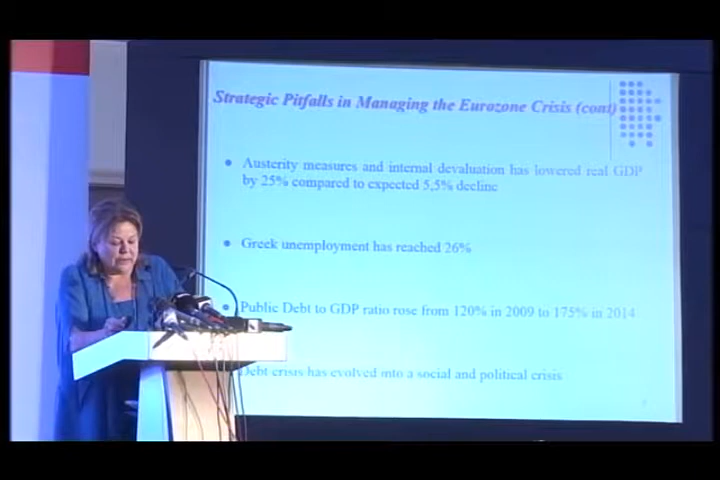 Strategic Pitfalls in Managing the Eurozone Crisis (cont)
• Austerity measures and internal devaluation has lowered real GDP
by 25% compared to expected 5,5% decline
• Greek unemployment has reached 26%
• Public Debt to GDP ratio rose from 120% in 2009 to 175% in 2014
Debt crisis has evolved into a social and political crisis